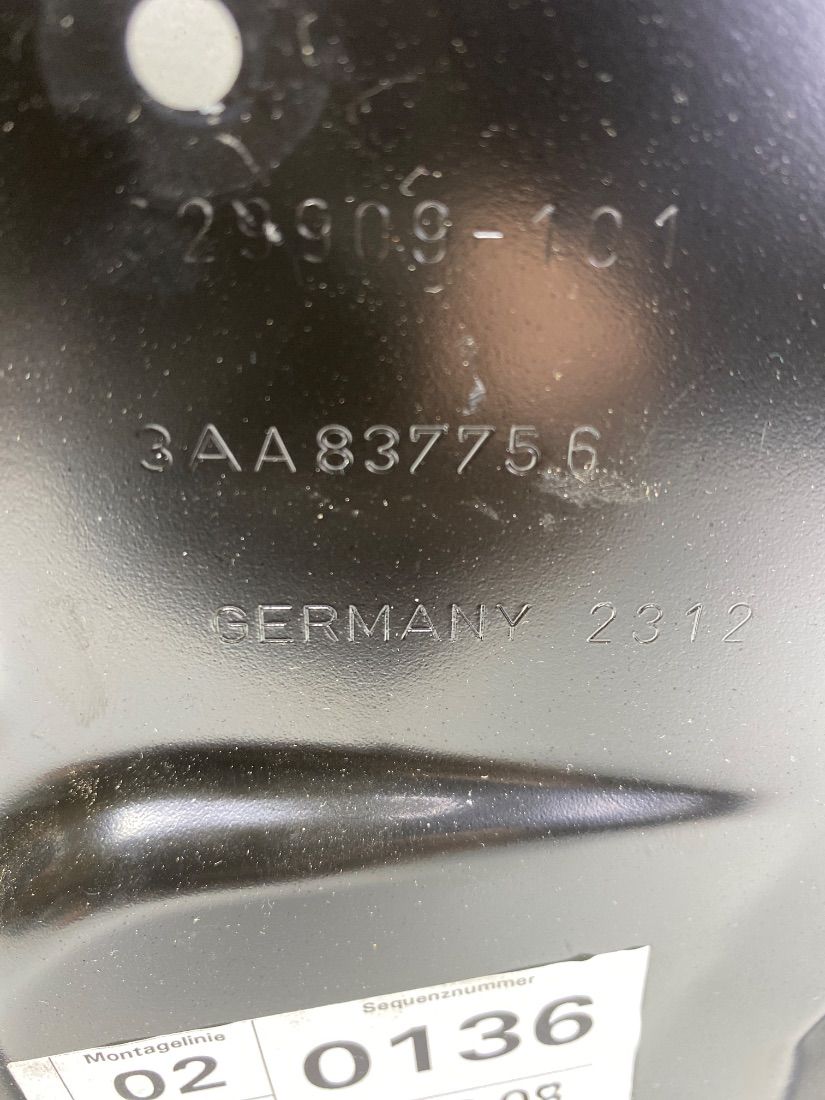 29909-101
3AA837756
GERMANY 2312
Sequenznummer
Montagelinie
02 0136